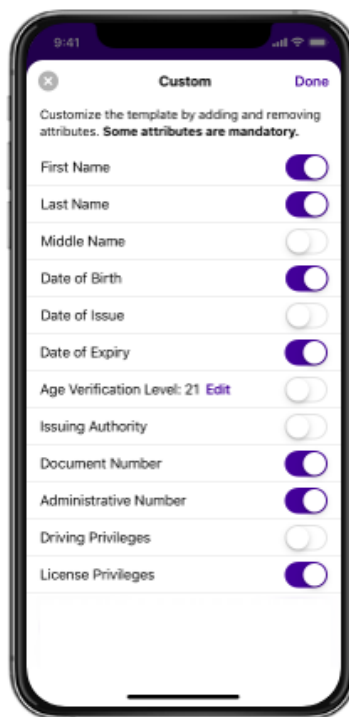 9:41
Custom
Done
Customize the template by adding and removing
attributes. Some attributes are mandatory.
First Name
Last Name
Middle Name
Date of Birth
Date of Issue
Date of Expiry
Age Verification Level: 21 Edit
Issuing Authority
Document Number
Administrative Number
Driving Privileges
License Privileges